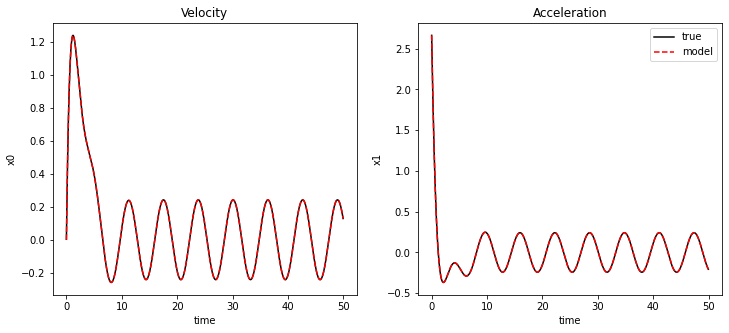 Velocity
x0
1.2
1.0
0.8
0.6
0.4
0.2
0.0
−0.2
0 10 20 30 40 50
time
Acceleration
x1
2.5
2.0
1.5
1.0
0.5
0.0
−0.5
true
model
0 10 20 30 40 50
time